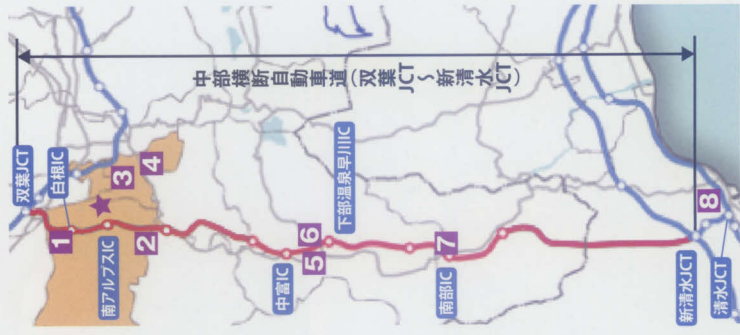 中部横断自動車道(双葉JCT～新清水JCT)
双葉JCT
白根IC
1
3
4
南アルプスIC
2
中富IC
5
6
下部温泉早川IC
南部IC
7
新清水JCT
8
清水JCT